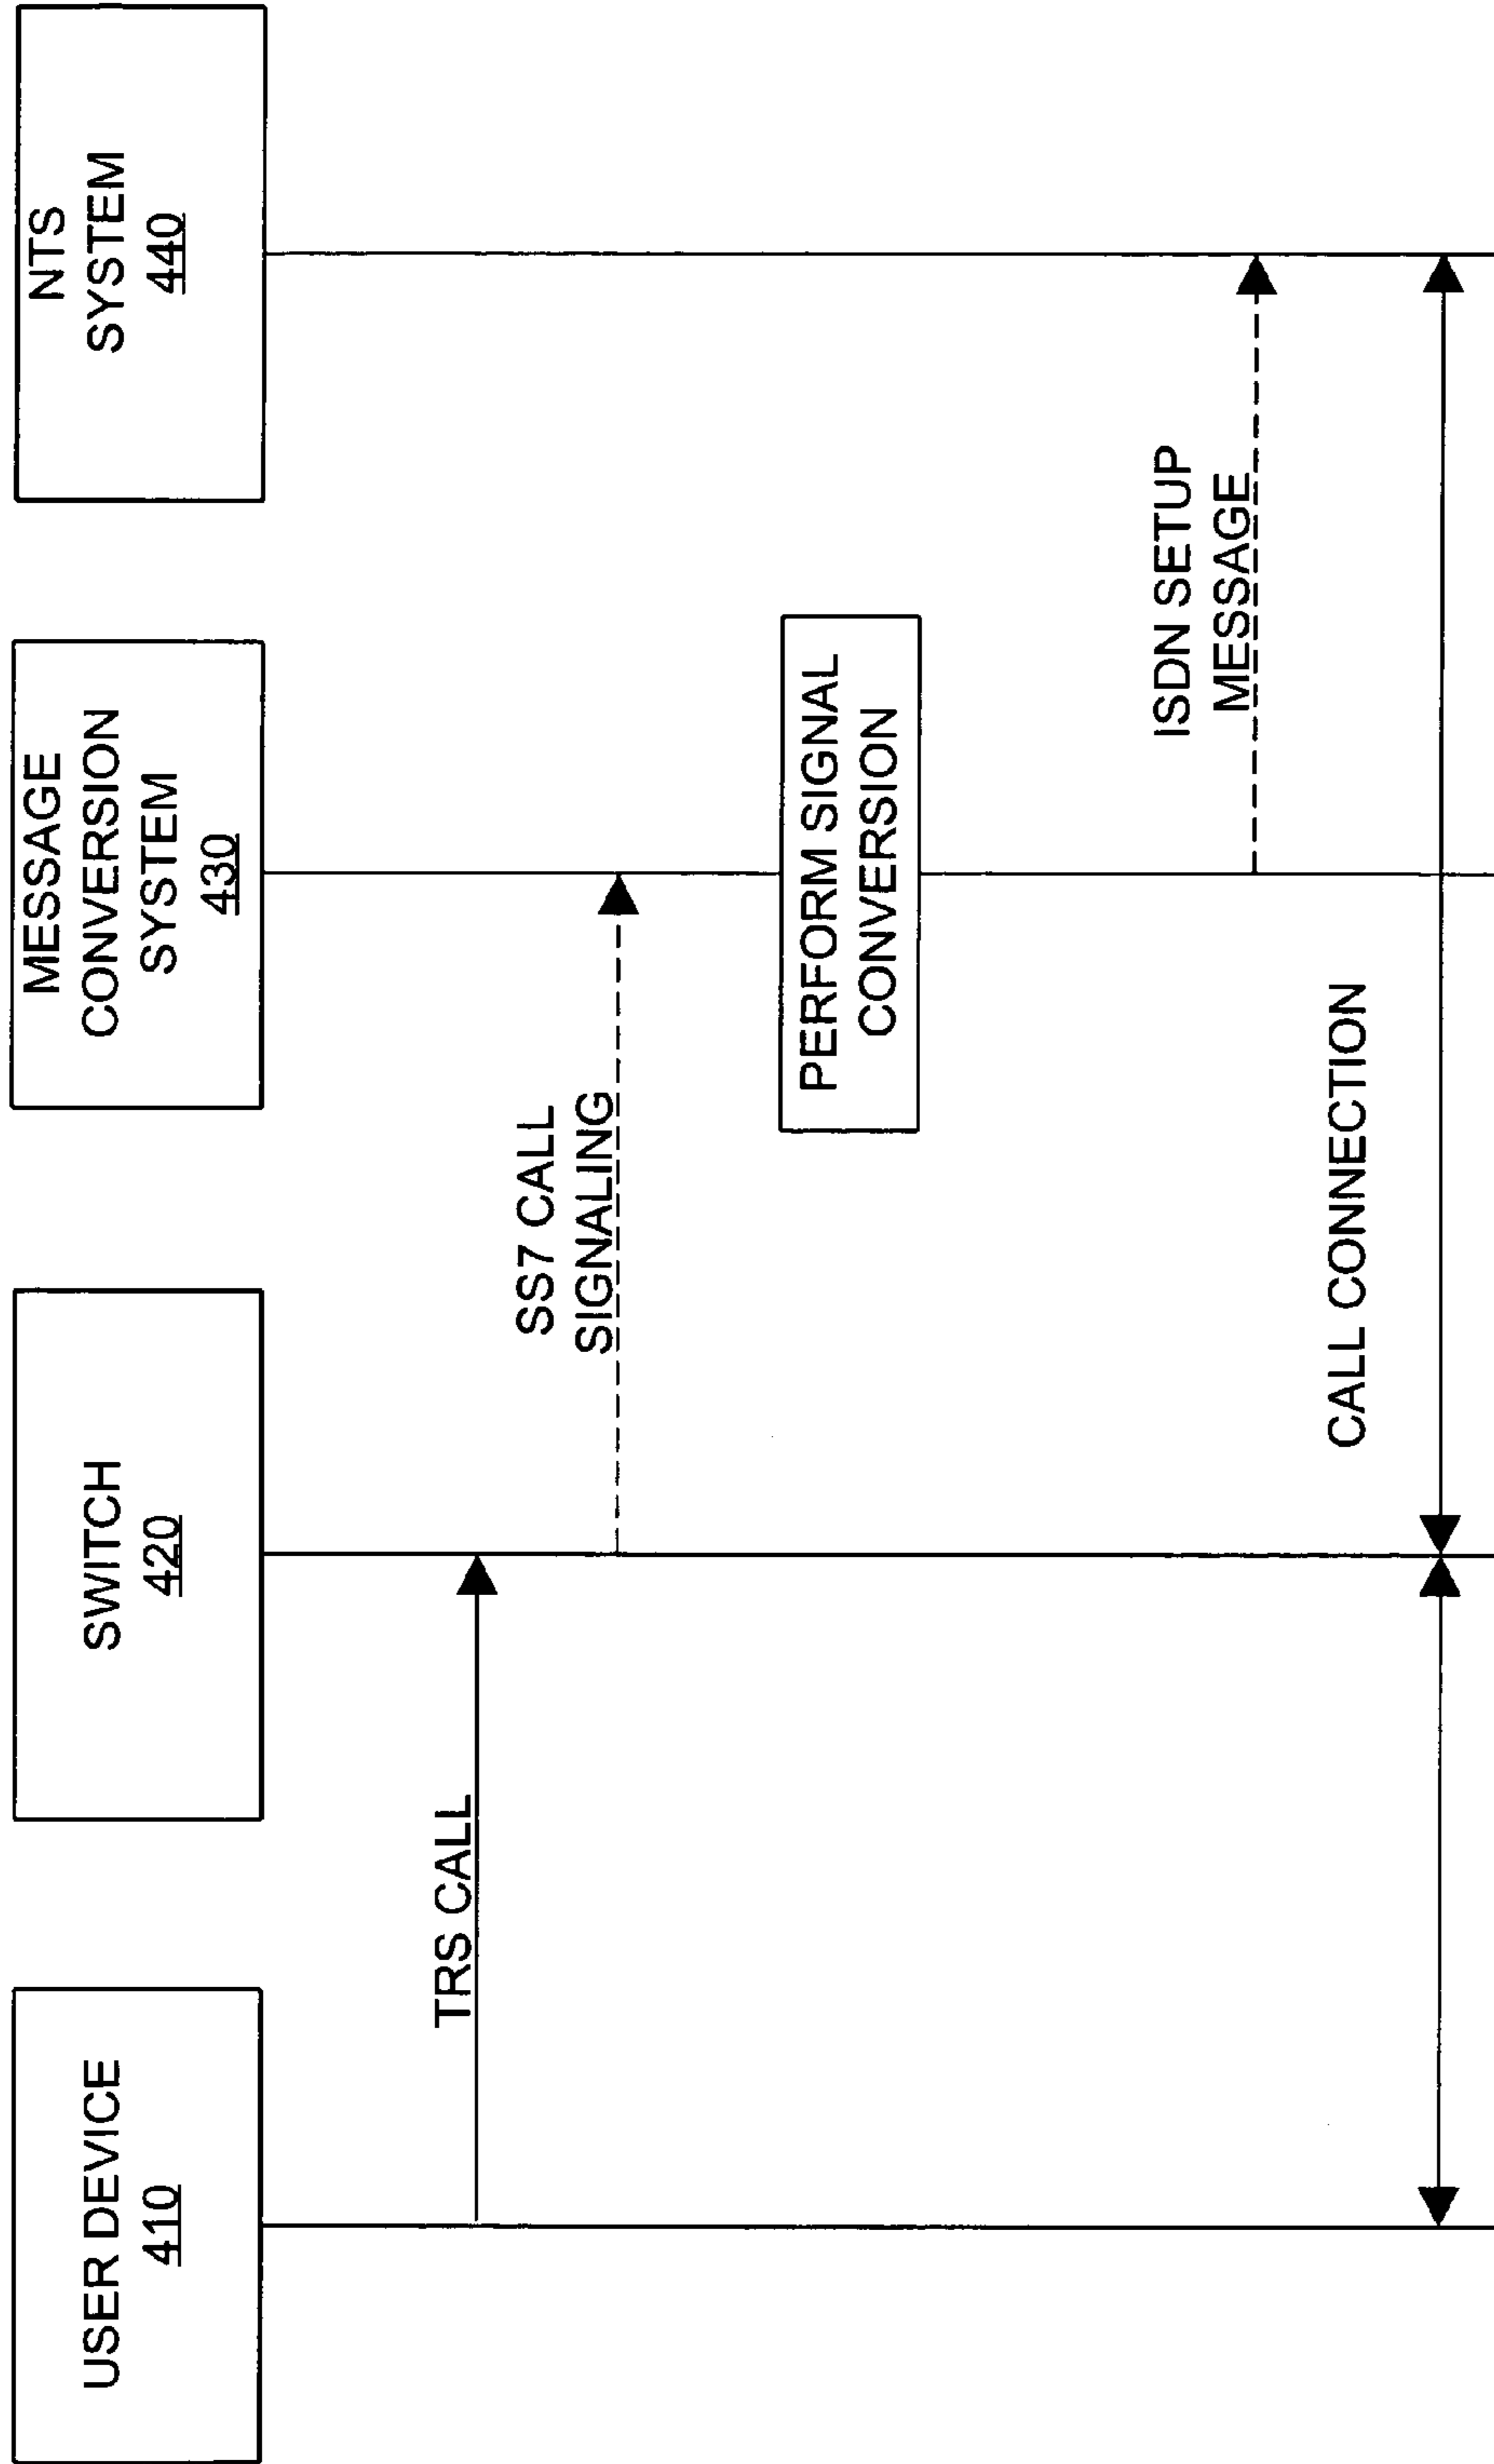 USER DEVICE
410
SWITCH
420
MESSAGE
CONVERSION
SYSTEM
430
NTS
SYSTEM
440
TRS CALL
SS7 CALL
SIGNALING
PERFORM SIGNAL
CONVERSION
ISDN SETUP
MESSAGE
CALL CONNECTION